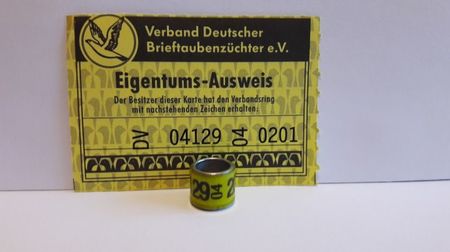 Verband Deutscher
Brieftaubenzüchter e.V.
Eigentums-Ausweis
Der Besitzer dieser Karte hat den Verbandsring
mit nachstehenden Zeichen erhalten:
DV 04129 04 0201
29 04 2